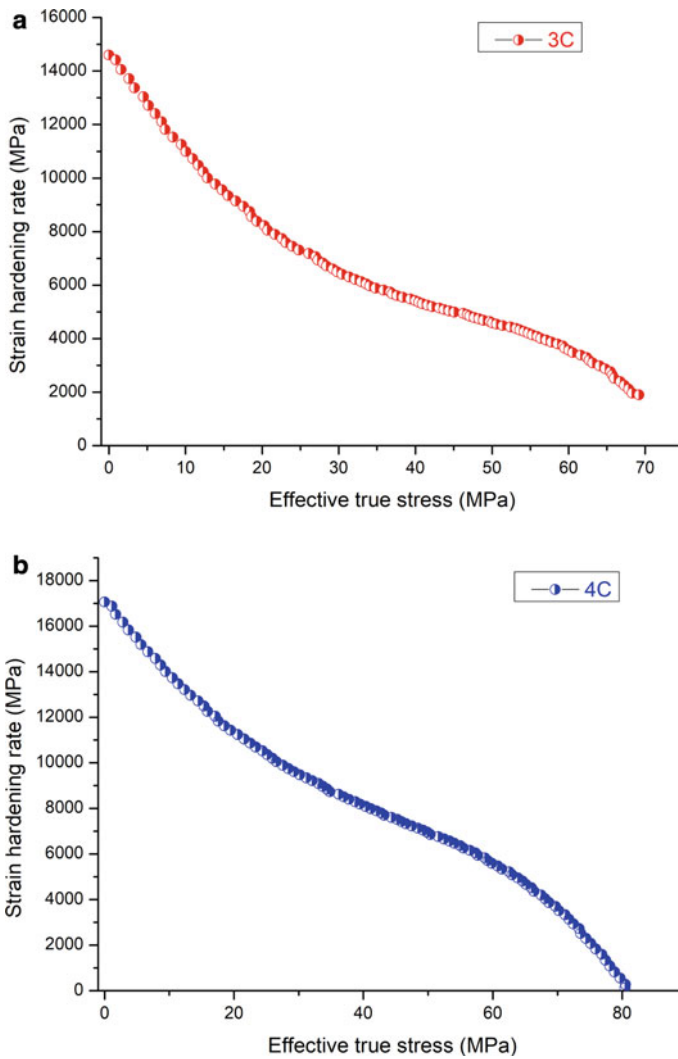 a
16000
14000
12000
10000
8000
6000
4000
2000
0
Strain hardening rate (MPa)
3C
0 10 20 30 40 50 60 70
Effective true stress (MPa)
b
18000
16000
14000
12000
10000
8000
6000
4000
2000
0
Strain hardening rate (MPa)
4C
0 20 40 60 80
Effective true stress (MPa)